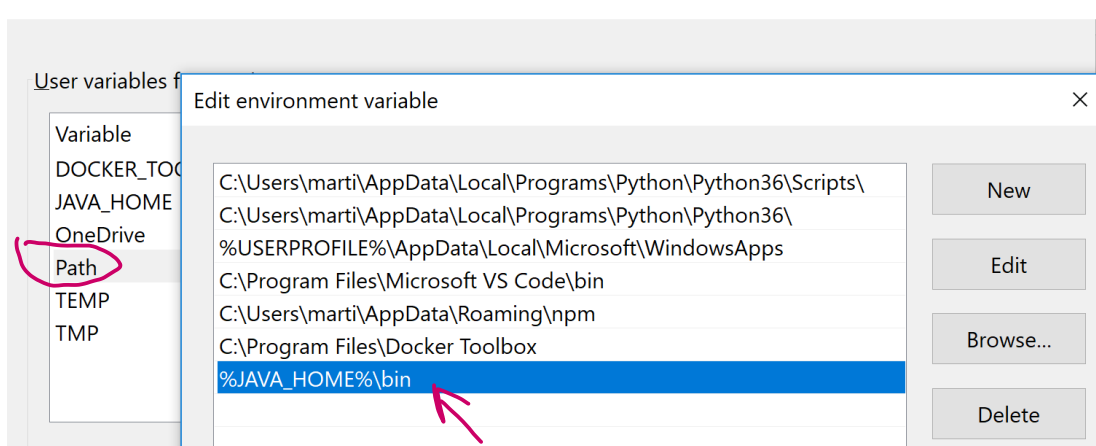 User variables f
Edit environment variable
Variable
DOCKER_TOO
JAVA_HOME
OneDrive
Path
TEMP
TMP
C:\Users\marti\AppData\Local\Programs\Python\Python36\Scripts\
C:\Users\marti\AppData\Local\Programs\Python\Python36\
%USERPROFILE%\AppData\Local\Microsoft\WindowsApps
C:\Program Files\Microsoft VS Code\bin
C:\Users\marti\AppData\Roaming\npm
C:\Program Files\Docker Toolbox
%JAVA_HOME%\bin
New
Edit
Browse...
Delete